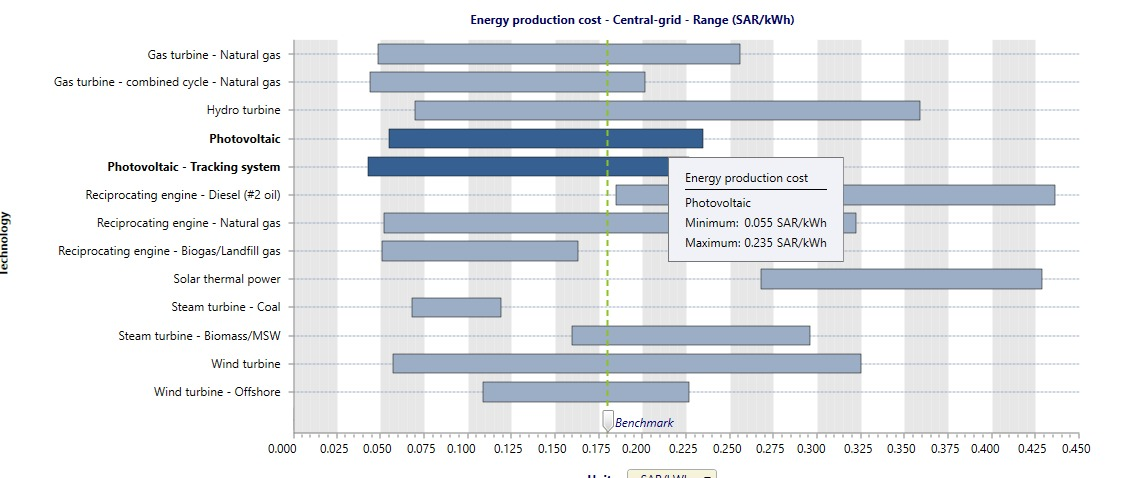 Energy production cost - Central-grid - Range (SAR/kWh)
Technology
Gas turbine - Natural gas
Gas turbine - combined cycle - Natural gas
Hydro turbine
Photovoltaic
Photovoltaic - Tracking system
Reciprocating engine - Diesel (#2 oil)
Reciprocating engine - Natural gas
Reciprocating engine - Biogas/Landfill gas
Solar thermal power
Steam turbine - Coal
Steam turbine - Biomass/MSW
Wind turbine
Wind turbine - Offshore
Energy production cost
Photovoltaic
Minimum: 0.055 SAR/kWh
Maximum: 0.235 SAR/kWh
Benchmark
0.000 0.025 0.050 0.075 0.100 0.125 0.150 0.175 0.200 0.225 0.250 0.275 0.300 0.325 0.350 0.375 0.400 0.425 0.450